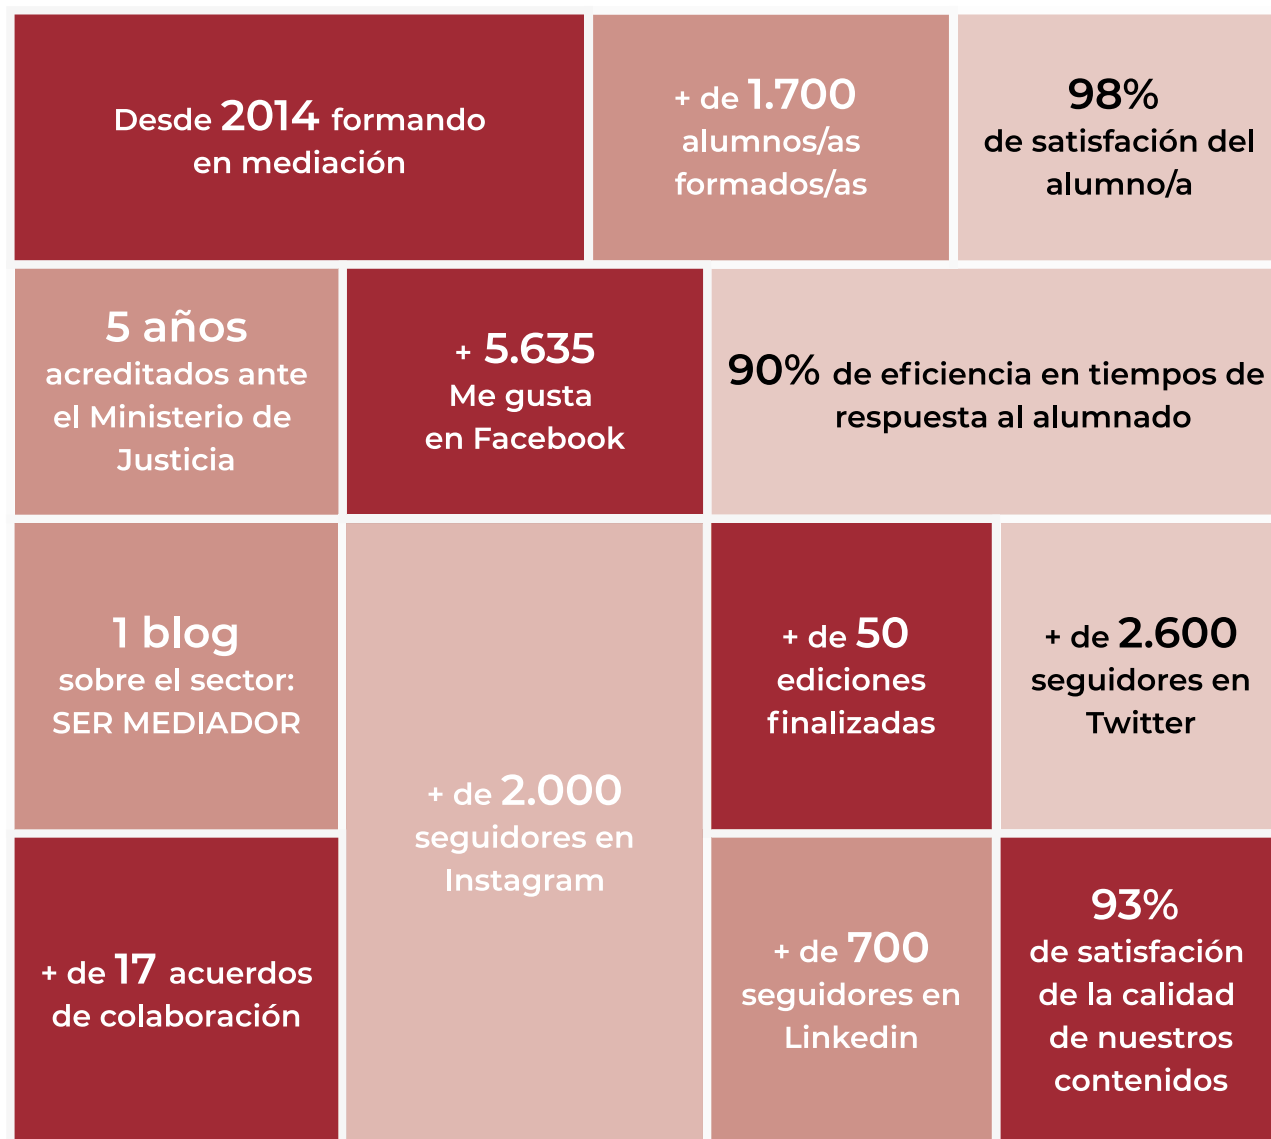 Desde 2014 formando
en mediación
+ de 1.700
alumnos/as
formados/as
98%
de satisfacción del
alumno/a
5 años
acreditados ante
el Ministerio de
Justicia
+ 5.635
Me gusta
en Facebook
90% de eficiencia en tiempos de
respuesta al alumnado
1 blog
sobre el sector:
SER MEDIADOR
+ de 2.000
seguidores en
Instagram
+ de 50
ediciones
finalizadas
+ de 2.600
seguidores en
Twitter
+ de 17 acuerdos
de colaboración
+ de 700
seguidores en
Linkedin
93%
de satisfacción
de la calidad
de nuestros
contenidos